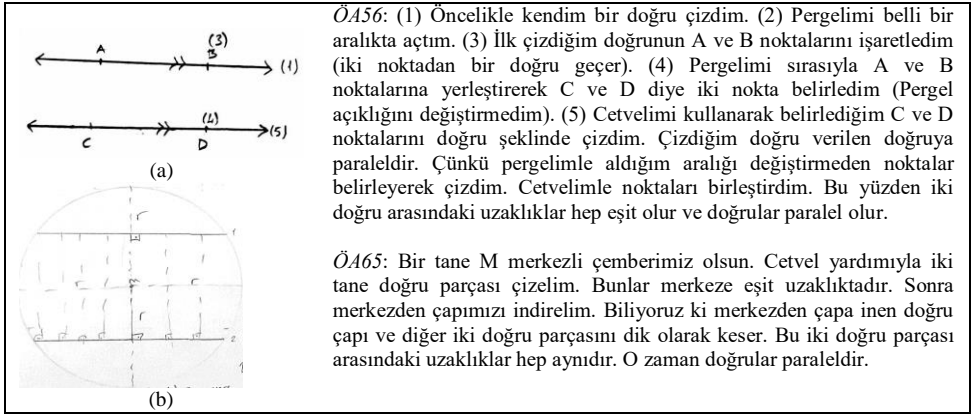 A
(3)
B
(1)
(4)
C
D
(5)
(a)
r
1
m
r
r
2
(b)
ÖA56: (1) Öncelikle kendim bir doğru çizdim. (2) Pergelimi belli bir
aralıkta açtım. (3) İlk çizdiğim doğrunun A ve B noktalarını işaretledim
(iki noktadan bir doğru geçer). (4) Pergelimi sırasıyla A ve B
noktalarına yerleştirerek C ve D diye iki nokta belirledim (Pergel
açıklığını değiştirmedim). (5) Cetvelimi kullanarak belirlediğim C ve D
noktalarını doğru şeklinde çizdim. Çizdiğim doğru verilen doğruya
paraleldir. Çünkü pergelimle aldığım aralığı değiştirmeden noktalar
belirleyerek çizdim. Cetvelimle noktaları birleştirdim. Bu yüzden iki
doğru arasındaki uzaklıklar hep eşit olur ve doğrular paralel olur.
ÖA65: Bir tane M merkezli çemberimiz olsun. Cetvel yardımıyla iki
tane doğru parçası çizelim. Bunlar merkeze eşit uzaklıktadır. Sonra
merkezden çapımızı indirelim. Biliyoruz ki merkezden çapa inen doğru
çapı ve diğer iki doğru parçasını dik olarak keser. Bu iki doğru parçası
arasındaki uzaklıklar hep aynıdır. O zaman doğrular paraleldir.